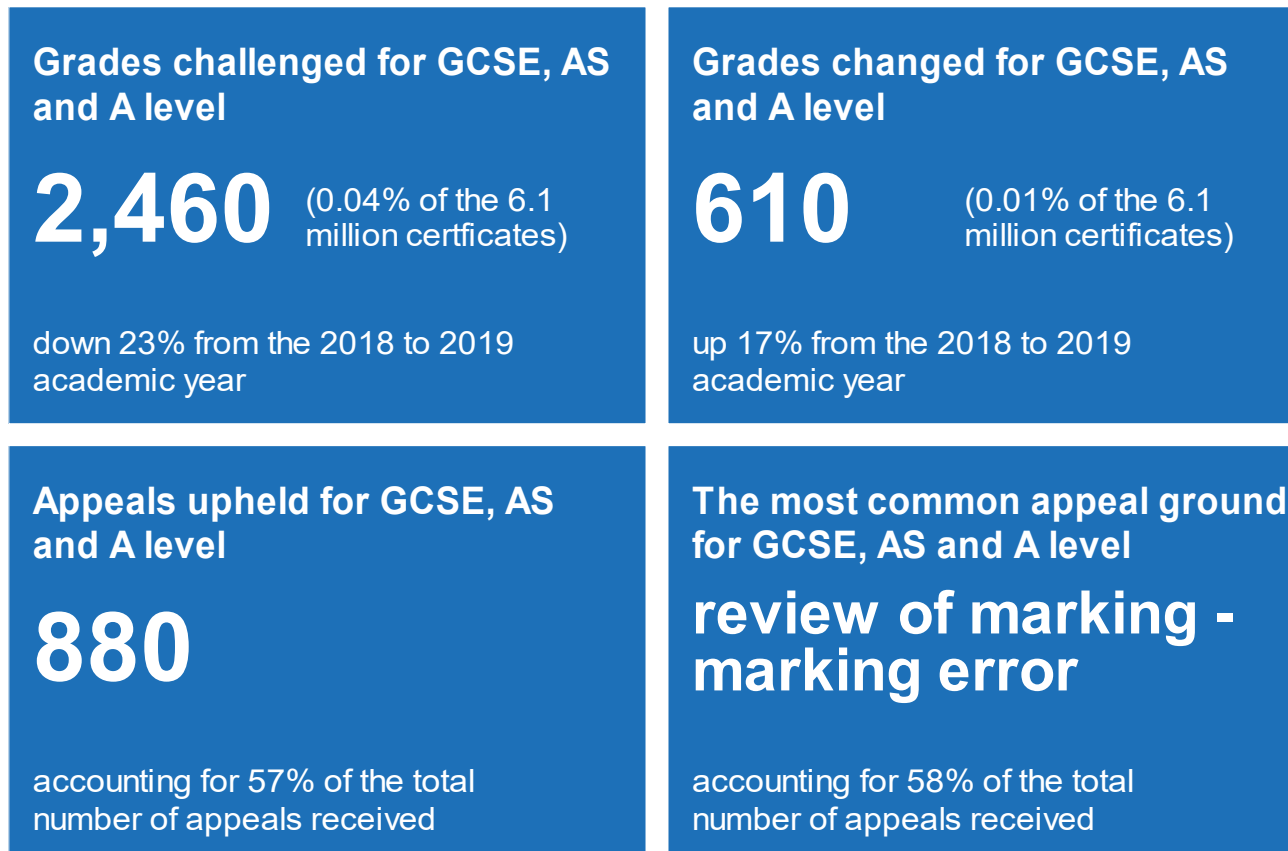 Grades challenged for GCSE, AS
and A level
2,460
(0.04% of the 6.1
million certficates)
down 23% from the 2018 to 2019
academic year
Grades changed for GCSE, AS
and A level
610
(0.01% of the 6.1
million certificates)
up 17% from the 2018 to 2019
academic year
Appeals upheld for GCSE, AS
and A level
880
accounting for 57% of the total
number of appeals received
The most common appeal ground
for GCSE, AS and A level
review of marking -
marking error
accounting for 58% of the total
number of appeals received